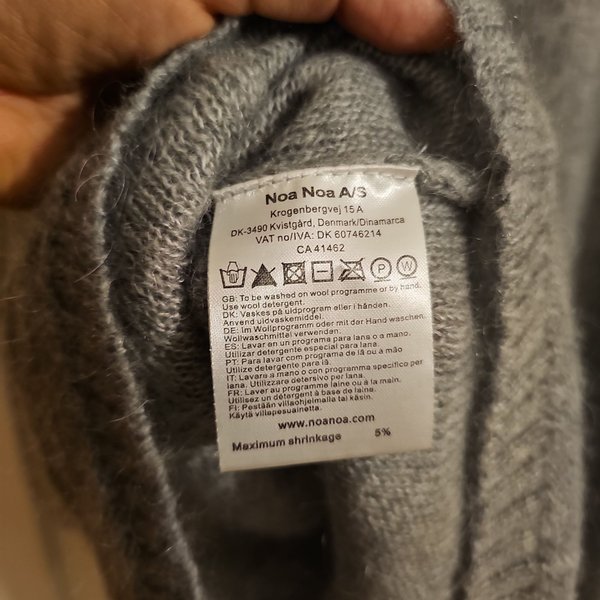 Noa Noa A/S
Krogenbergvej 15 A
DK-3490 Kvistgård, Denmark/Dinamarca
VAT no/IVA: DK 60746214
CA 41462
P W
GB: To be washed on wool programme or by hand.
Use wool detergent.
DK: Vaskes på uldprogram eller i hånden.
Anvend uldvaskemiddel.
DE: Im Wollprogramm oder mit der Hand waschen.
Wollwaschmittel verwenden.
ES: Lavar en un programa para lana o a mano.
Utilizar detergente especial para lana.
PT: Para lavar com programa de lã ou a mão
Utilize detergente para lã.
IT: Lavare a mano o con programma specifico per
lana. Utilizzare detersivo per lana.
FR: Laver au programme laine ou à la main.
Utilisez un détergent à base de laine.
FI: Pestään villaohjelmalla tai käsin.
Käytä villapesuainetta.
www.noanoa.com
Maximum shrinkage 5%